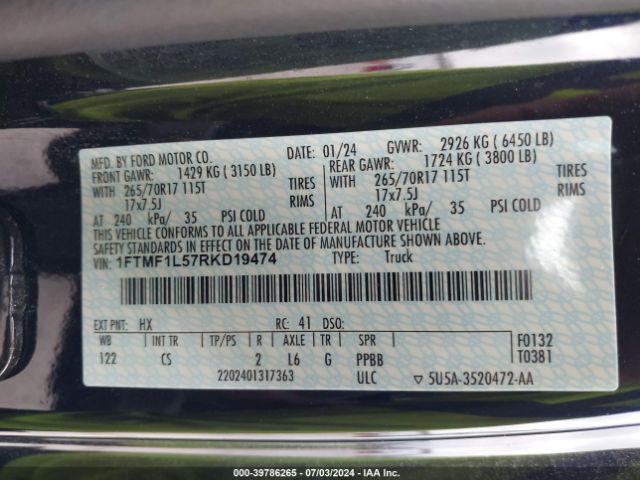 MFD. BY FORD MOTOR CO.
DATE: 01/24 GVWR: 2926 KG ( 6450 LB)
FRONT GAWR: 1429 KG ( 3150 LB)
REAR GAWR: 1724 KG ( 3800 LB)
WITH 265/70R17 115T TIRES
17x7.5J RIMS
AT 240 kPa/ 35 PSI COLD
WITH 265/70R17 115T TIRES
17x7.5J RIMS
AT 240 kPa/ 35 PSI COLD
THIS VEHICLE CONFORMS TO ALL APPLICABLE FEDERAL MOTOR VEHICLE
SAFETY STANDARDS IN EFFECT ON THE DATE OF MANUFACTURE SHOWN ABOVE.
VIN: 1FTMF1L57RKD19474 TYPE: Truck
EXT PNT: HX RC: 41 DSO:
WB INT TR TP/PS R AXLE TR SPR
122 CS 2 L6 G PPBB
F0132
T0381
2202401317363 ULC ▽ 5U5A-3520472-AA
000-39786265 - 07/03/2024 - IAA Inc.